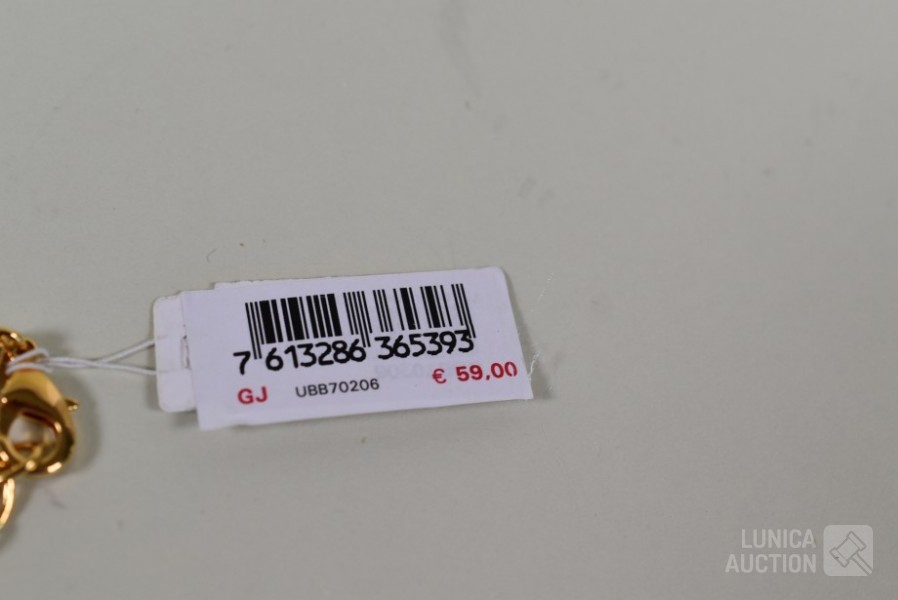 7 613286 365393
GJ UBB70206 € 59,00
LUNICA
AUCTION